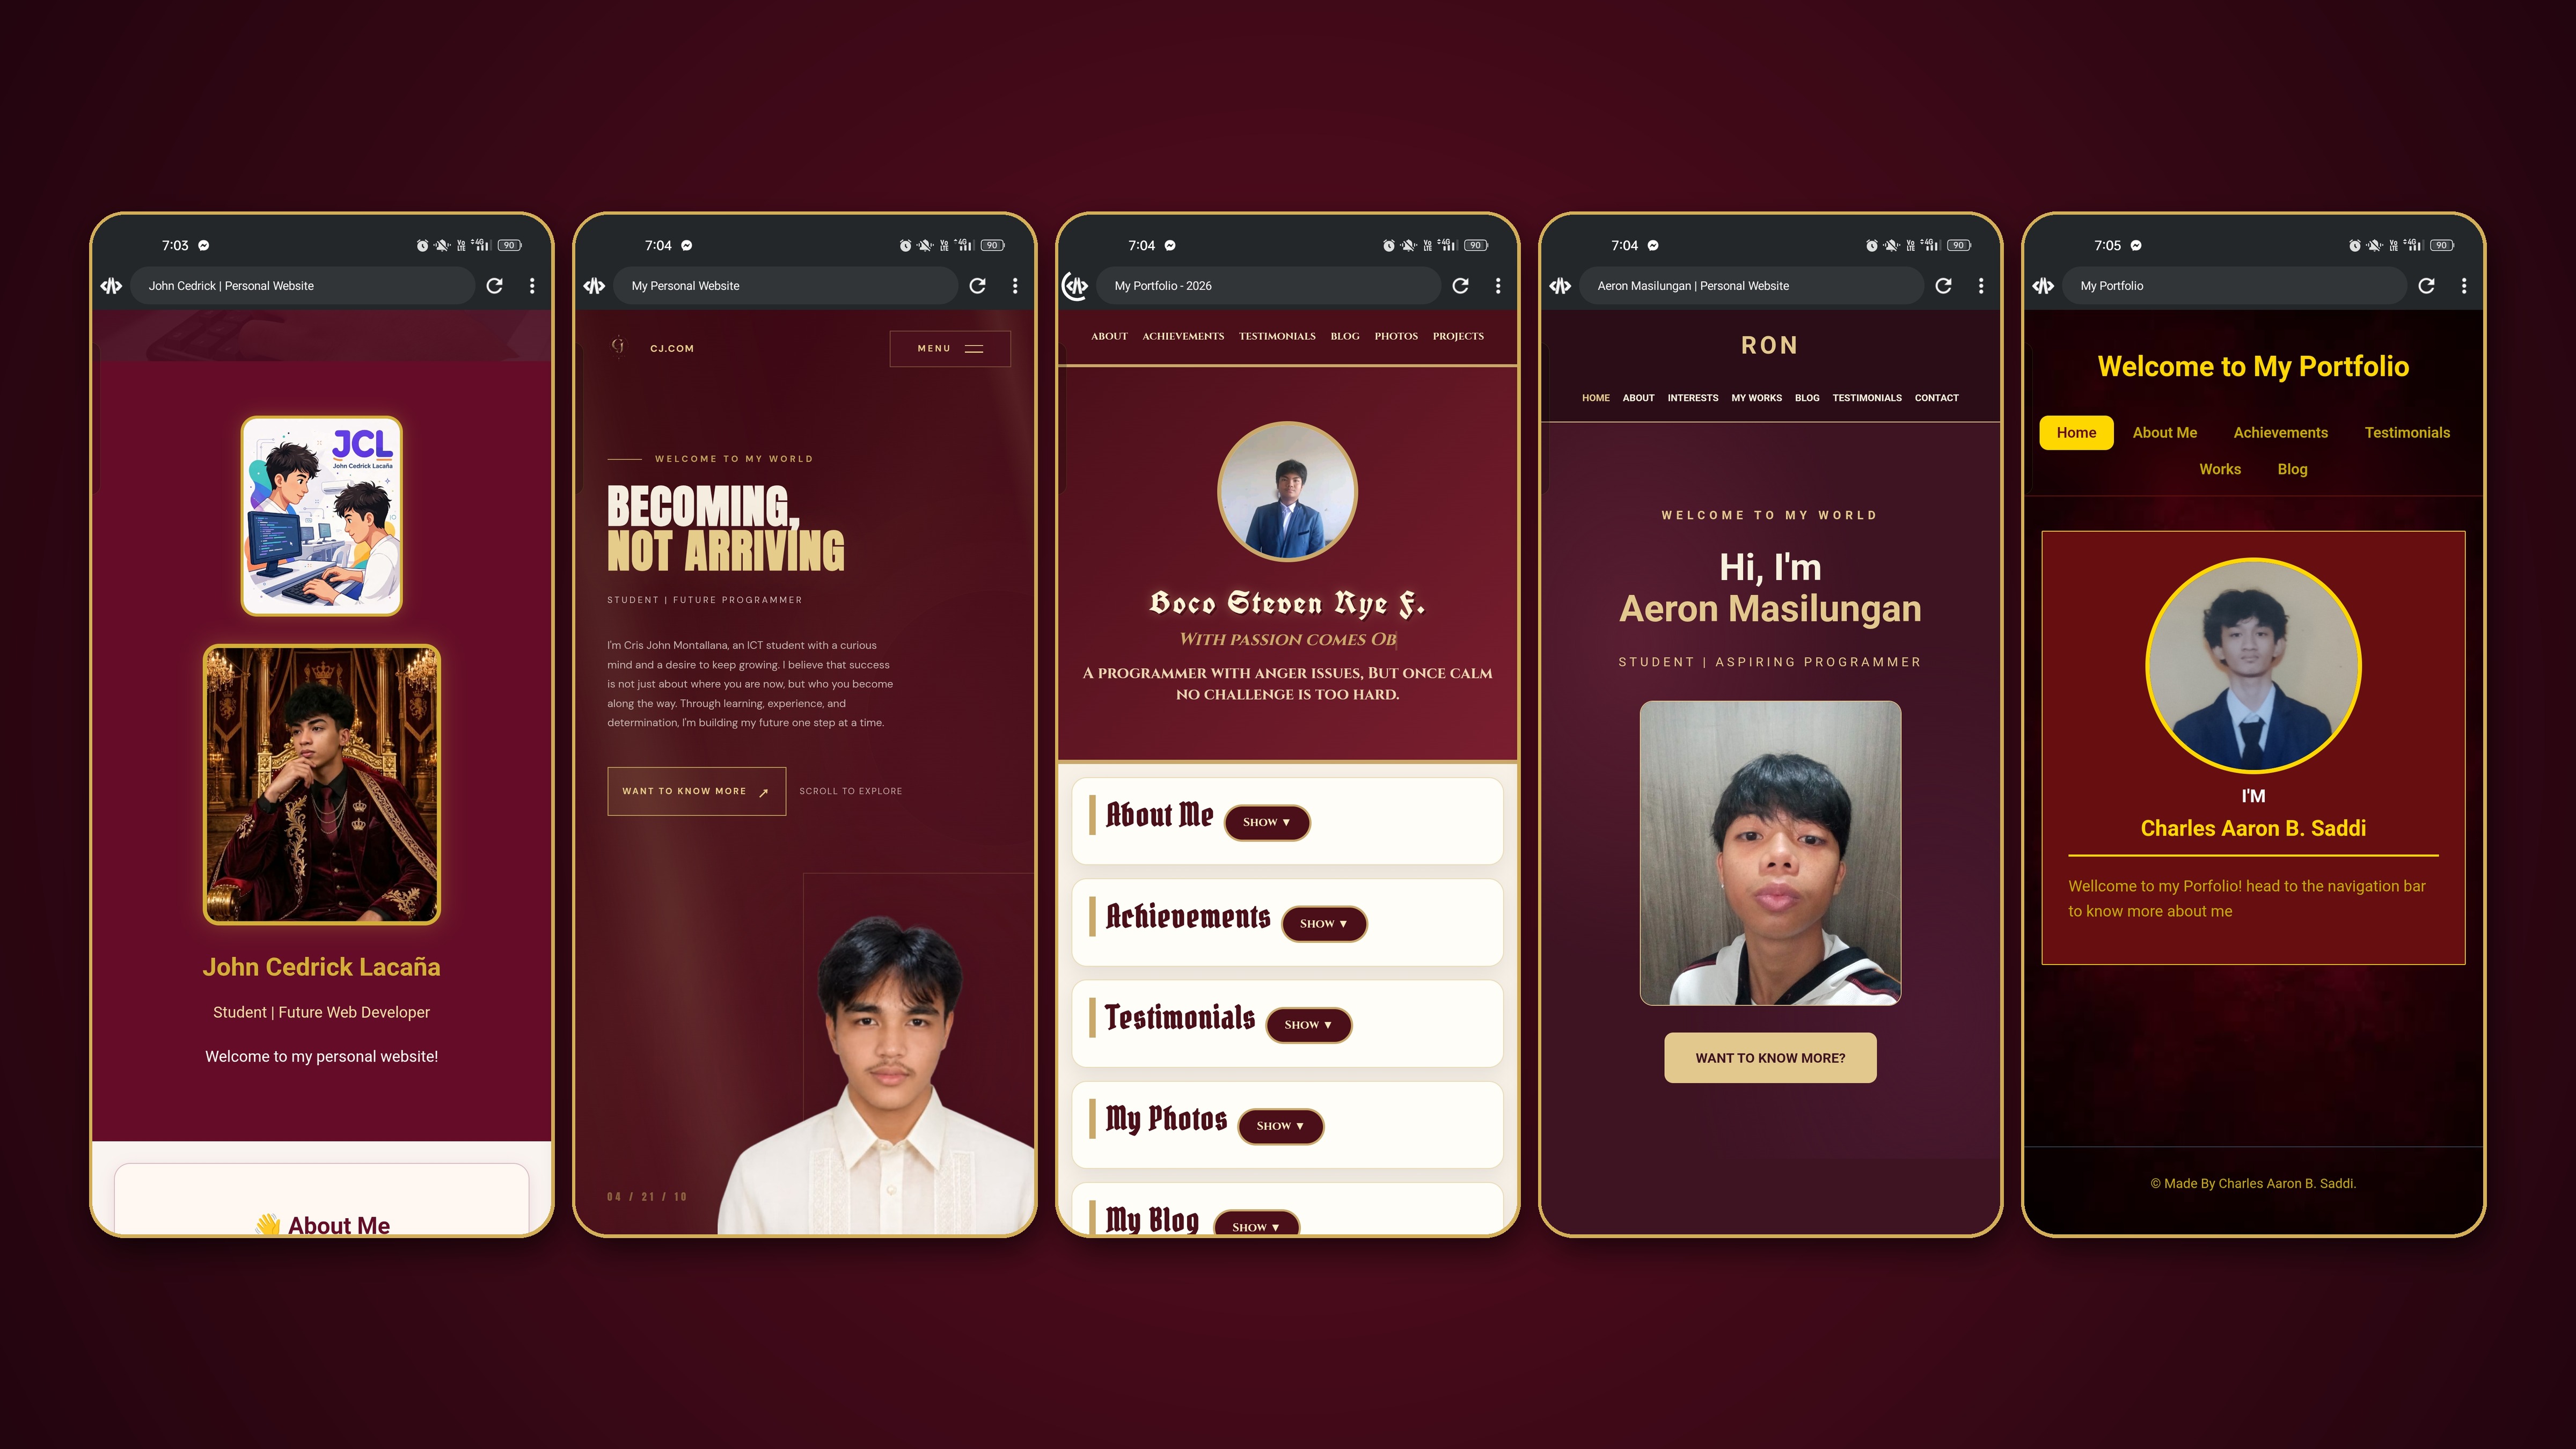 7:03
90
John Cedrick | Personal Website
JCL
John Cedrick Lacaña
John Cedrick Lacaña
Student | Future Web Developer
Welcome to my personal website!
👋 About Me
7:04
90
My Personal Website
CJ.COM
MENU
WELCOME TO MY WORLD
BECOMING,
NOT ARRIVING
STUDENT | FUTURE PROGRAMMER
I'm Cris John Montallana, an ICT student with a curious
mind and a desire to keep growing. I believe that success
is not just about where you are now, but who you become
along the way. Through learning, experience, and
determination, I'm building my future one step at a time.
WANT TO KNOW MORE ↗
SCROLL TO EXPLORE
04 / 21 / 10
7:04
90
My Portfolio - 2026
ABOUT ACHIEVEMENTS TESTIMONIALS BLOG PHOTOS PROJECTS
Boco Steven Rye F.
With passion comes Ob
A programmer with anger issues, But once calm
no challenge is too hard.
About Me Show ▼
Achievements Show ▼
Testimonials Show ▼
My Photos Show ▼
My Blog Show ▼
7:04
90
Aeron Masilungan | Personal Website
RON
HOME ABOUT INTERESTS MY WORKS BLOG TESTIMONIALS CONTACT
WELCOME TO MY WORLD
Hi, I'm
Aeron Masilungan
STUDENT | ASPIRING PROGRAMMER
WANT TO KNOW MORE?
7:05
90
My Portfolio
Welcome to My Portfolio
Home About Me Achievements Testimonials
Works Blog
I'M
Charles Aaron B. Saddi
Wellcome to my Porfolio! head to the navigation bar
to know more about me
© Made By Charles Aaron B. Saddi.